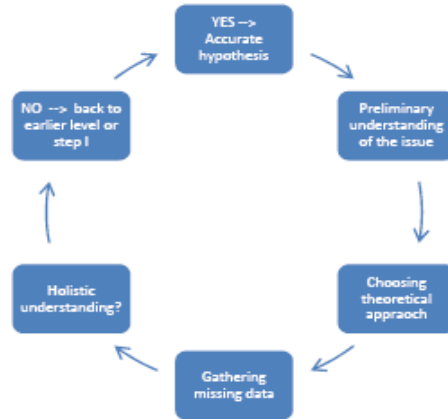 YES -->
Accurate
hypothesis
Preliminary
understanding
of the issue
Choosing
theoretical
appraoch
Gathering
missing data
Holistic
understanding?
NO --> back to
earlier level or
step I